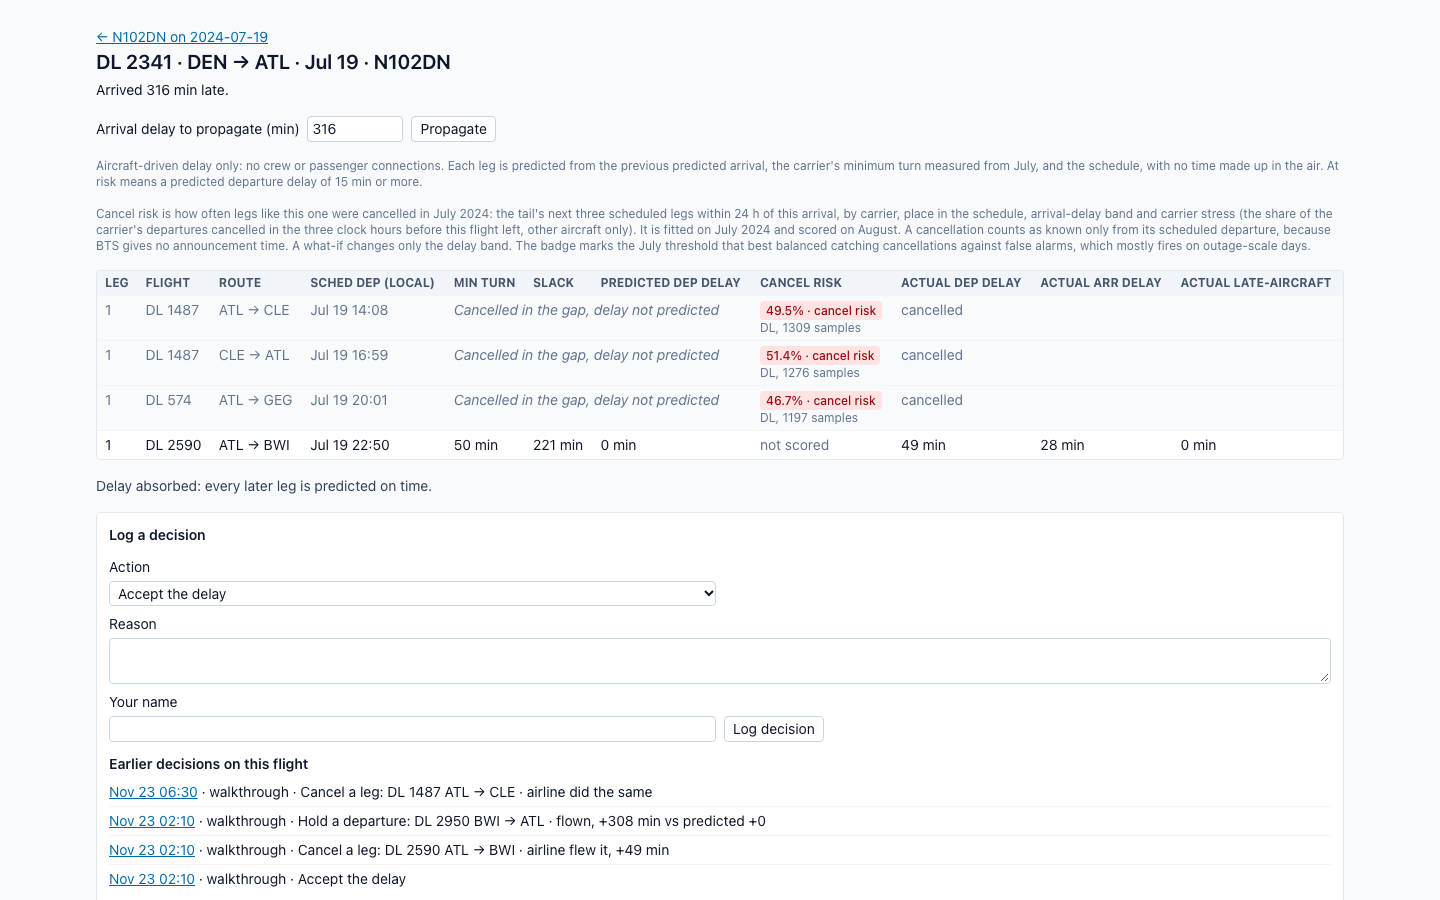 ← N102DN on 2024-07-19
DL 2341 · DEN → ATL · Jul 19 · N102DN
Arrived 316 min late.
Arrival delay to propagate (min) 316 Propagate
Aircraft-driven delay only: no crew or passenger connections. Each leg is predicted from the previous predicted arrival, the carrier's minimum turn measured from July, and the schedule, with no time made up in the air. At
risk means a predicted departure delay of 15 min or more.
Cancel risk is how often legs like this one were cancelled in July 2024: the tail's next three scheduled legs within 24 h of this arrival, by carrier, place in the schedule, arrival-delay band and carrier stress (the share of the
carrier's departures cancelled in the three clock hours before this flight left, other aircraft only). It is fitted on July 2024 and scored on August. A cancellation counts as known only from its scheduled departure, because
BTS gives no announcement time. A what-if changes only the delay band. The badge marks the July threshold that best balanced catching cancellations against false alarms, which mostly fires on outage-scale days.
LEG FLIGHT ROUTE SCHED DEP (LOCAL) MIN TURN SLACK PREDICTED DEP DELAY CANCEL RISK ACTUAL DEP DELAY ACTUAL ARR DELAY ACTUAL LATE-AIRCRAFT
1 DL 1487 ATL → CLE Jul 19 14:08 Cancelled in the gap, delay not predicted 49.5% · cancel risk cancelled
DL, 1309 samples
1 DL 1487 CLE → ATL Jul 19 16:59 Cancelled in the gap, delay not predicted 51.4% · cancel risk cancelled
DL, 1276 samples
1 DL 574 ATL → GEG Jul 19 20:01 Cancelled in the gap, delay not predicted 46.7% · cancel risk cancelled
DL, 1197 samples
1 DL 2590 ATL → BWI Jul 19 22:50 50 min 221 min 0 min not scored 49 min 28 min 0 min
Delay absorbed: every later leg is predicted on time.
Log a decision
Action
Accept the delay
Reason
Your name
Log decision
Earlier decisions on this flight
Nov 23 06:30 · walkthrough · Cancel a leg: DL 1487 ATL → CLE · airline did the same
Nov 23 02:10 · walkthrough · Hold a departure: DL 2950 BWI → ATL · flown, +308 min vs predicted +0
Nov 23 02:10 · walkthrough · Cancel a leg: DL 2590 ATL → BWI · airline flew it, +49 min
Nov 23 02:10 · walkthrough · Accept the delay